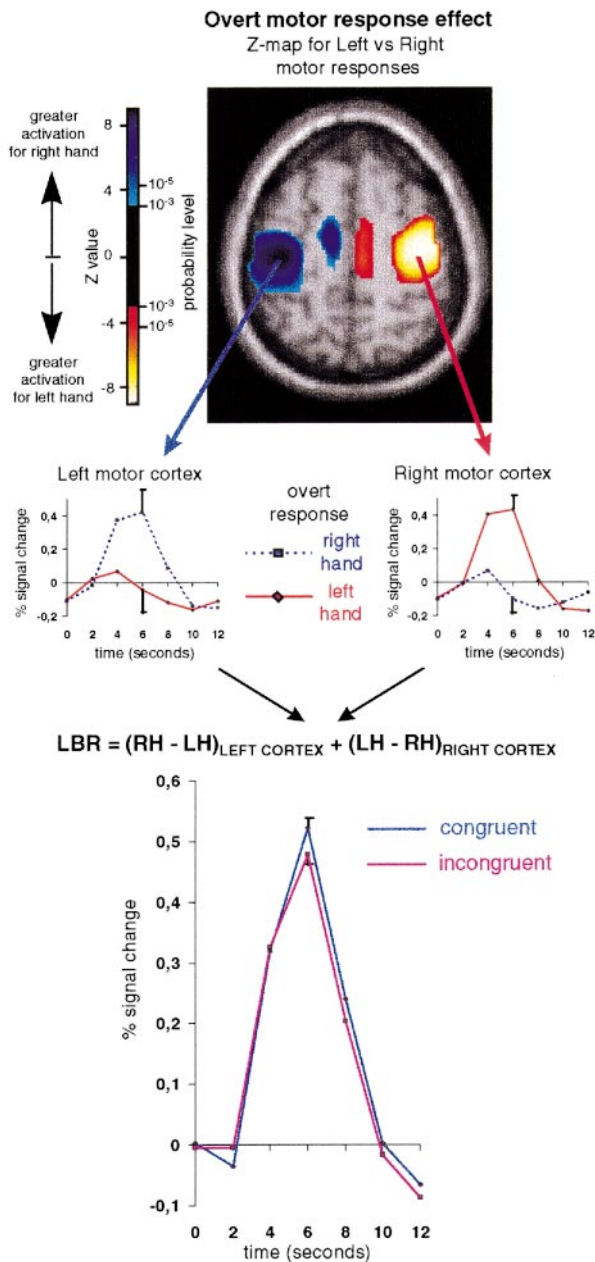 Overt motor response effect
Z-map for Left vs Right
motor responses
greater
activation
for right hand
8
4
0
-4
-8
Z value
10-5
10-3
10-3
10-5
probability level
greater
activation
for left hand
Left motor cortex
% signal change
0,4
0,2
0
-0,2
0 2 4 6 8 10 12
time (seconds)
overt
response
right
hand
left
hand
Right motor cortex
% signal change
0,4
0,2
0
-0,2
0 2 4 6 8 10 12
time (seconds)
LBR = (RH - LH)LEFT CORTEX + (LH - RH)RIGHT CORTEX
0,6
0,5
0,4
0,3
0,2
0,1
0
-0,1
% signal change
congruent
incongruent
0 2 4 6 8 10 12
time (seconds)